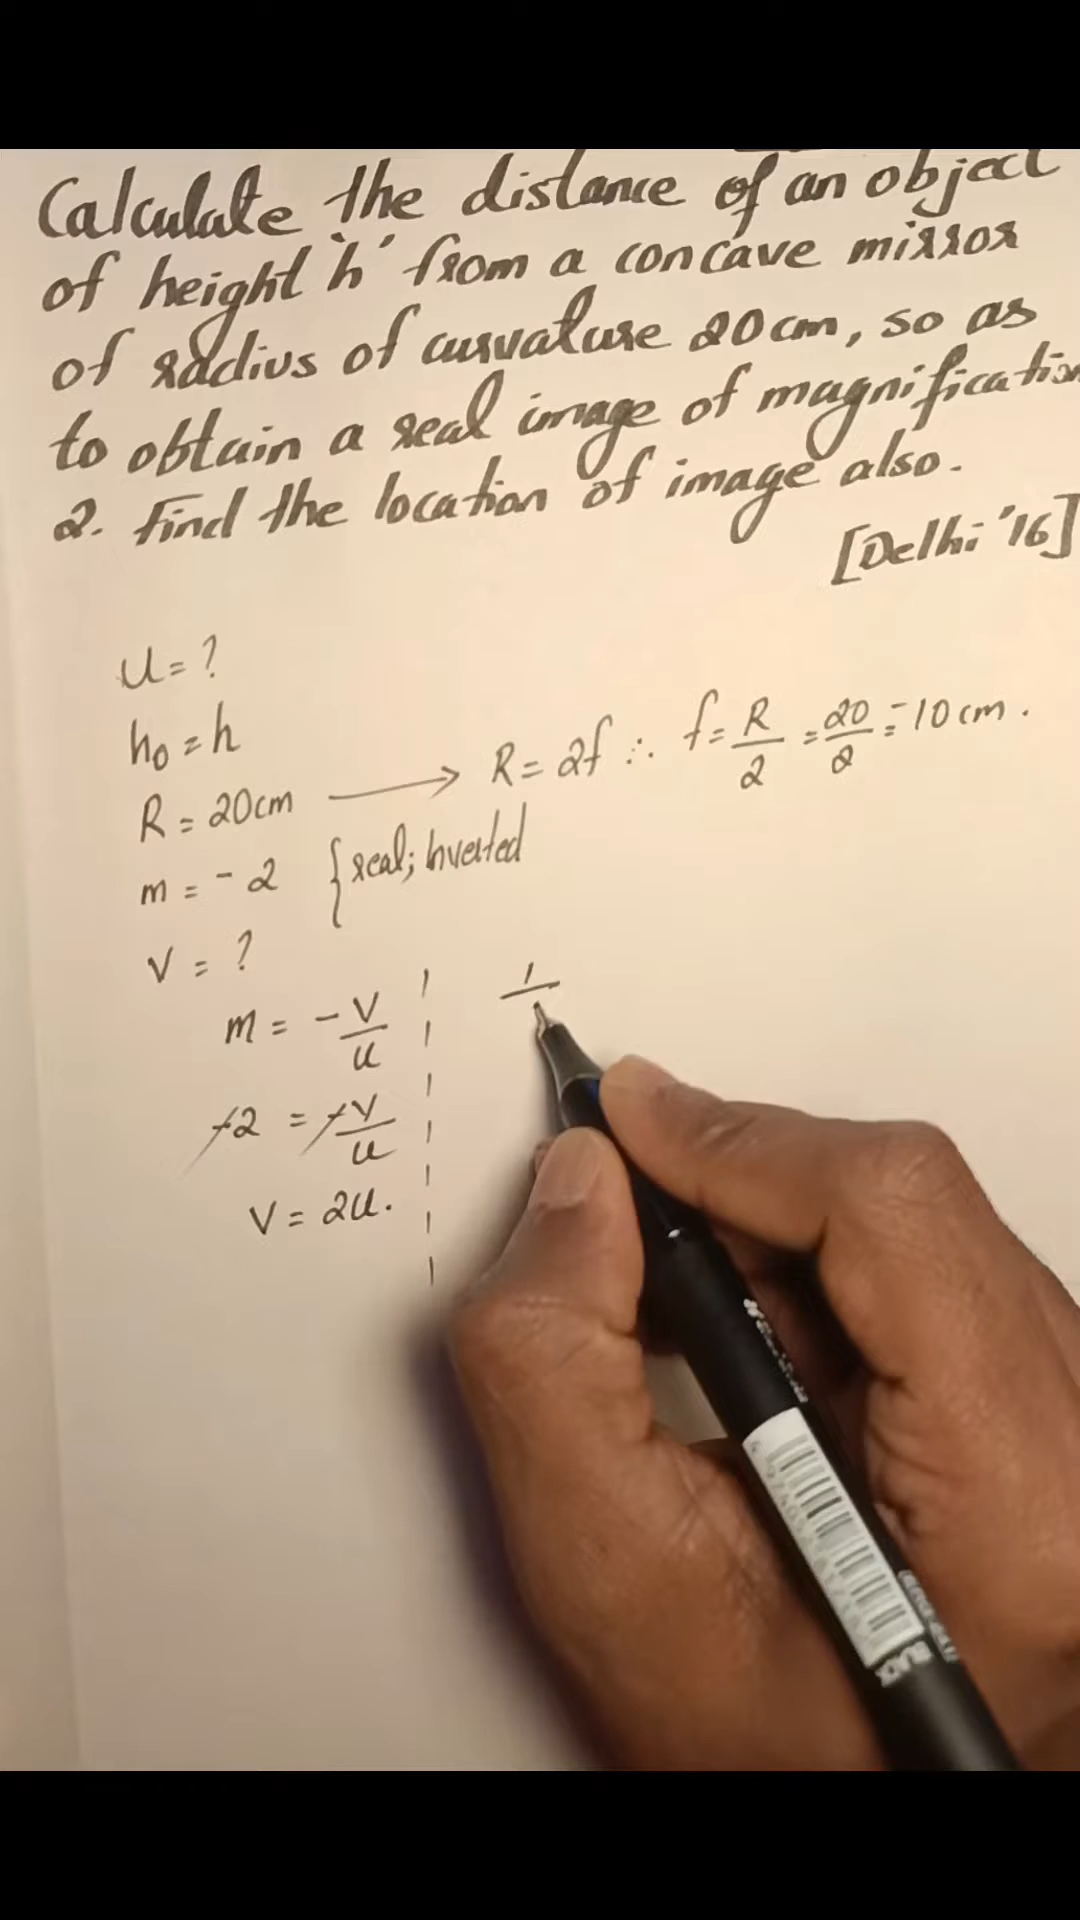 Calculate the distance of an object
of height 'h' from a concave mirror
of radius of curvature 20cm, so as
to obtain a real image of magnification
2. Find the location of image also.
[Delhi '16]
u = ?
h₀ = h
R = 20cm → R = 2f ∴ f = R/2 = 20/2 = -10 cm.
m = -2 { real; Inverted
v = ?
m = -v/u
-2 = -v/u
v = 2u.
1
BLACK